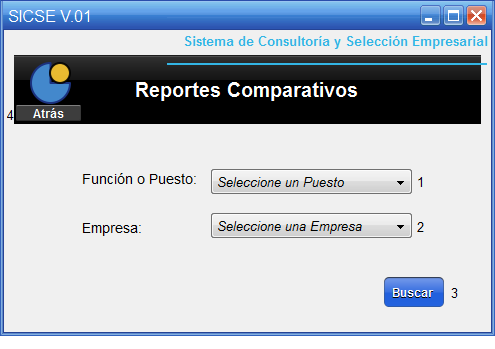 SICSE V.01
Sistema de Consultoría y Selección Empresarial
Reportes Comparativos
4 Atrás
Función o Puesto: Seleccione un Puesto 1
Empresa: Seleccione una Empresa 2
Buscar 3